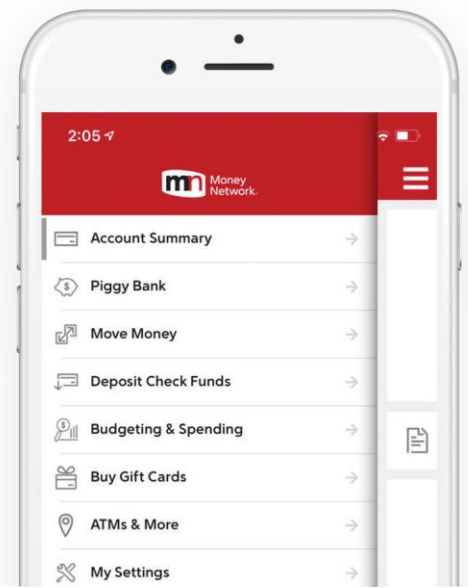 2:05
mn Money
Network.
Account Summary
Piggy Bank
$
Move Money
Deposit Check Funds
Budgeting & Spending
$
Buy Gift Cards
ATMs & More
My Settings